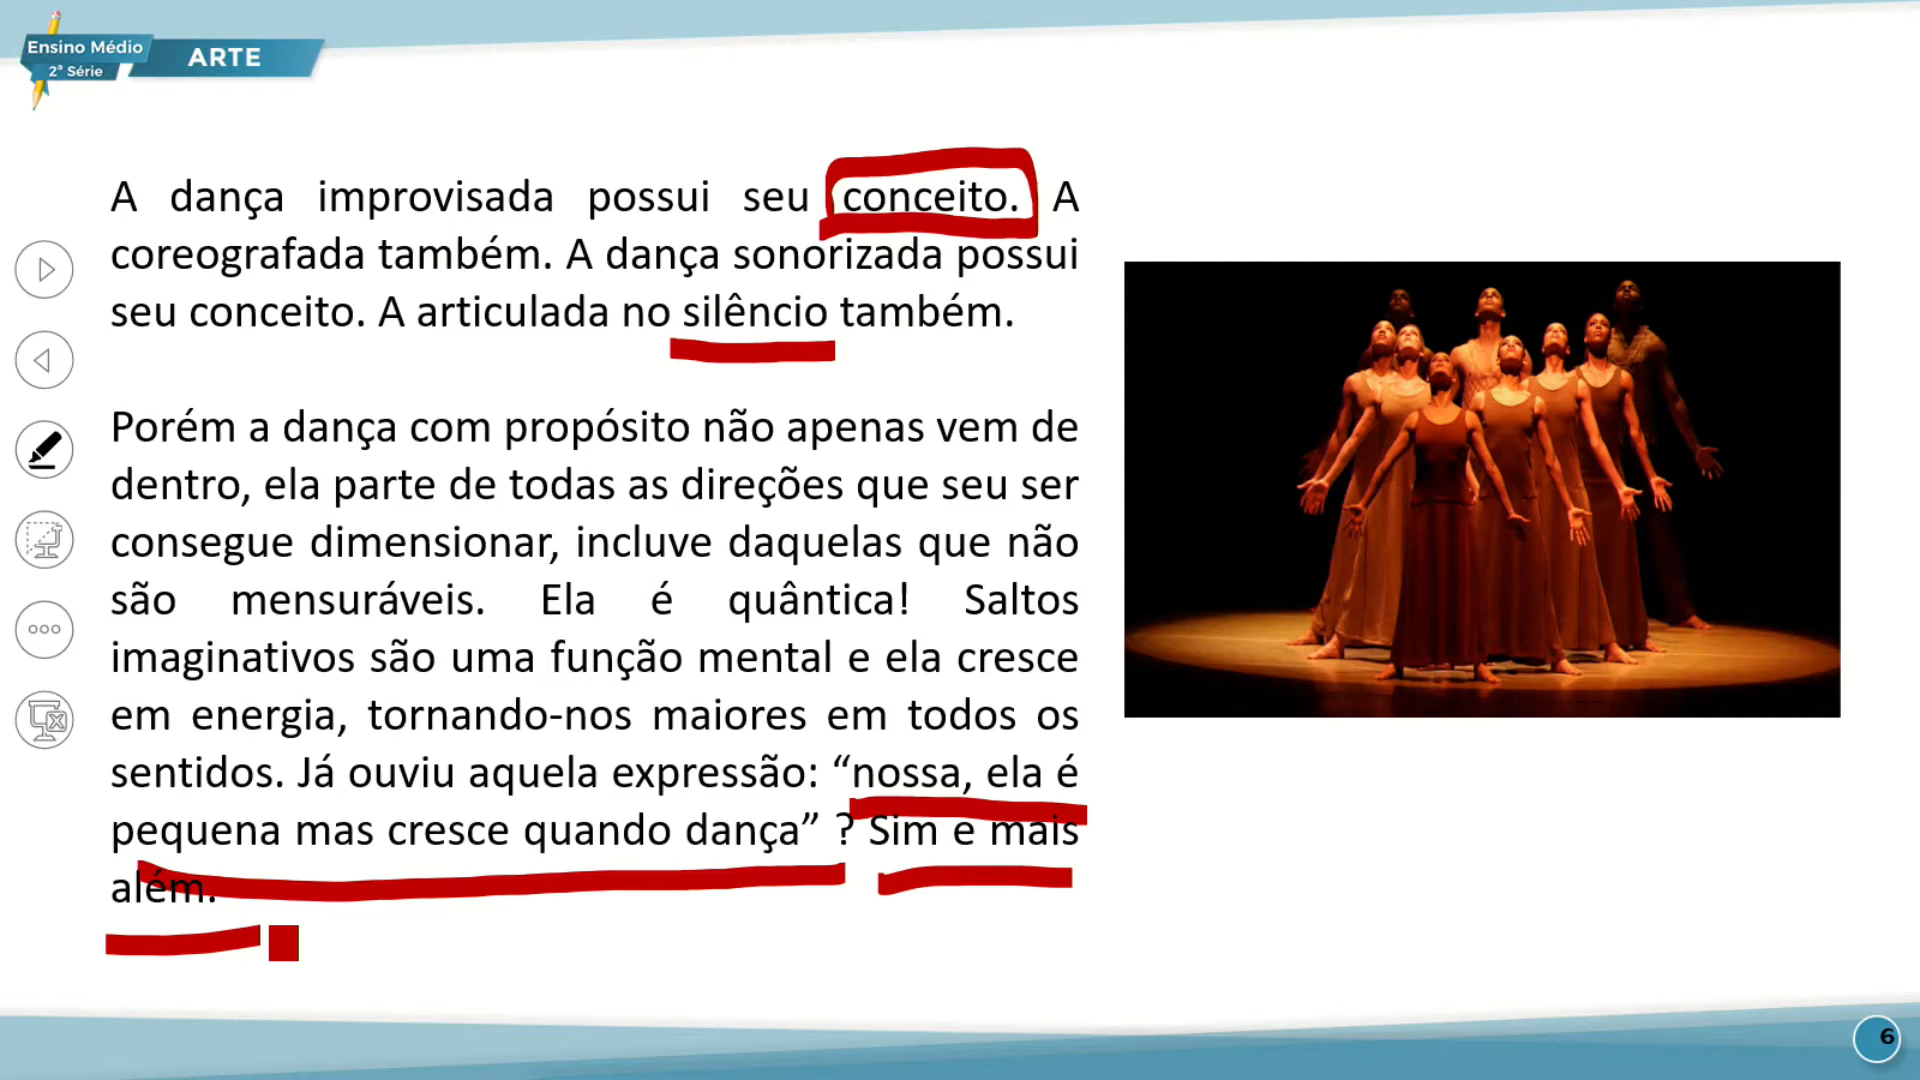 Ensino Médio
2ª Série
ARTE
A dança improvisada possui seu conceito. A
coreografada também. A dança sonorizada possui
seu conceito. A articulada no silêncio também.
Porém a dança com propósito não apenas vem de
dentro, ela parte de todas as direções que seu ser
consegue dimensionar, incluve daquelas que não
são mensuráveis. Ela é quântica! Saltos
imaginativos são uma função mental e ela cresce
em energia, tornando-nos maiores em todos os
sentidos. Já ouviu aquela expressão: “nossa, ela é
pequena mas cresce quando dança” ? Sim e mais
além.
6